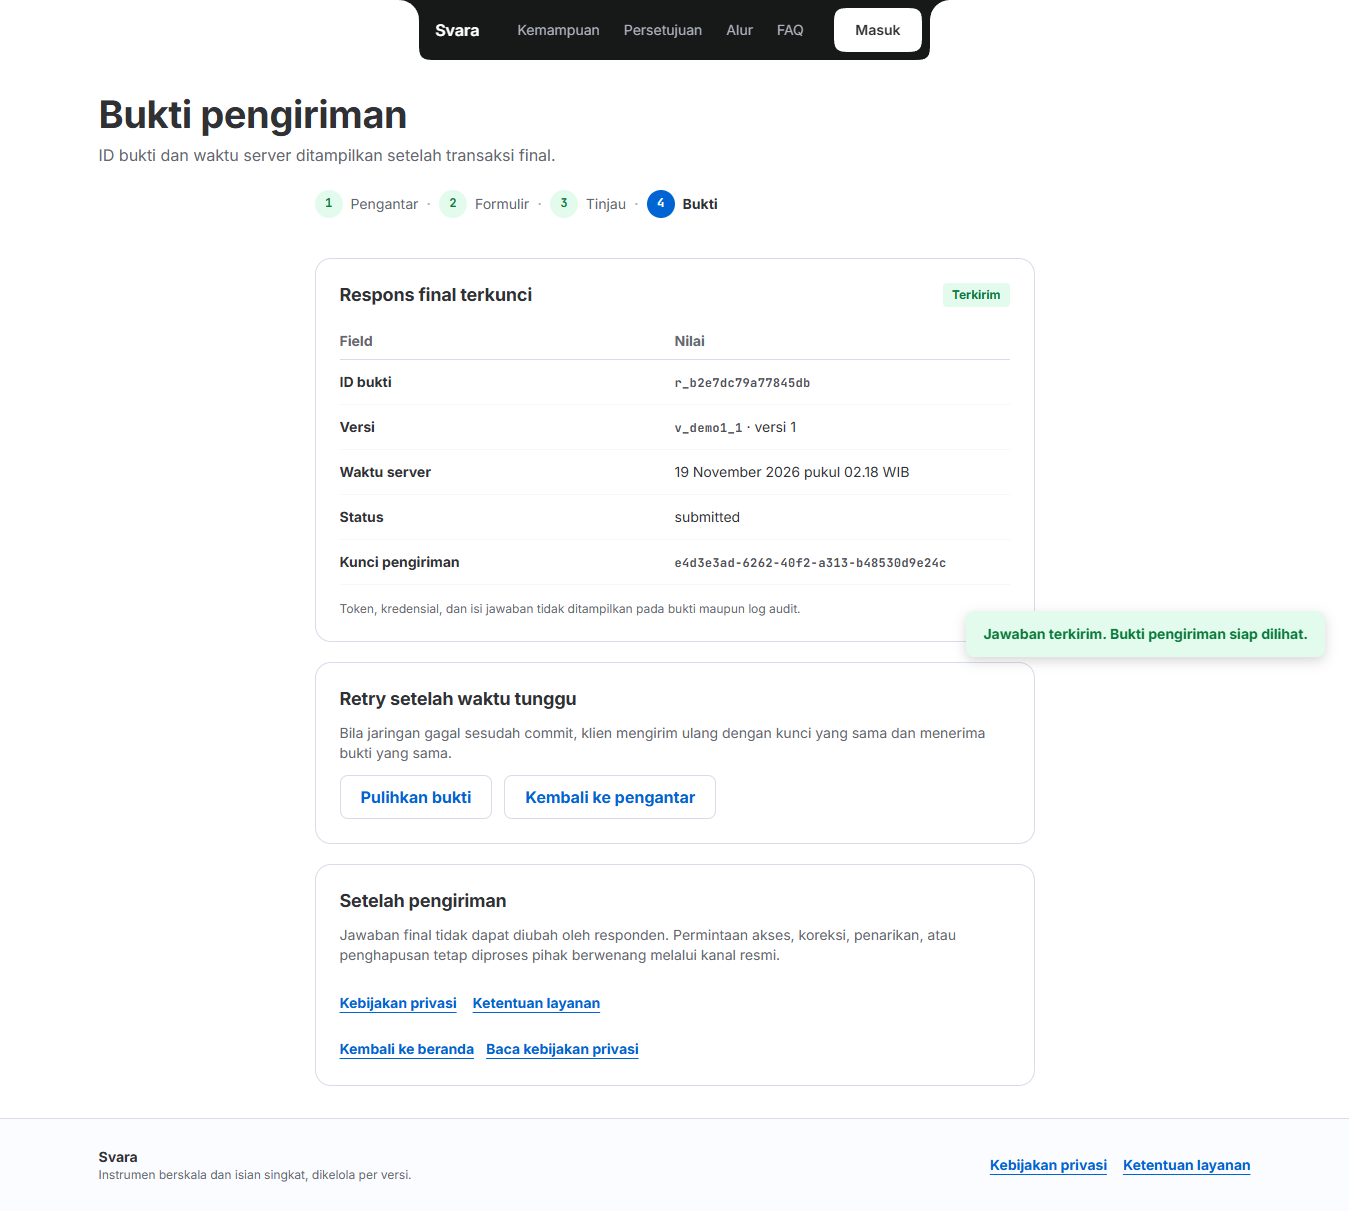 Svara Kemampuan Persetujuan Alur FAQ Masuk
Bukti pengiriman
ID bukti dan waktu server ditampilkan setelah transaksi final.
1 Pengantar · 2 Formulir · 3 Tinjau · 4 Bukti
Respons final terkunci Terkirim
Field Nilai
ID bukti r_b2e7dc79a77845db
Versi v_demo1_1 · versi 1
Waktu server 19 November 2026 pukul 02.18 WIB
Status submitted
Kunci pengiriman e4d3e3ad-6262-40f2-a313-b48530d9e24c
Token, kredensial, dan isi jawaban tidak ditampilkan pada bukti maupun log audit.
Jawaban terkirim. Bukti pengiriman siap dilihat.
Retry setelah waktu tunggu
Bila jaringan gagal sesudah commit, klien mengirim ulang dengan kunci yang sama dan menerima
bukti yang sama.
Pulihkan bukti Kembali ke pengantar
Setelah pengiriman
Jawaban final tidak dapat diubah oleh responden. Permintaan akses, koreksi, penarikan, atau
penghapusan tetap diproses pihak berwenang melalui kanal resmi.
Kebijakan privasi Ketentuan layanan
Kembali ke beranda Baca kebijakan privasi
Svara
Instrumen berskala dan isian singkat, dikelola per versi.
Kebijakan privasi Ketentuan layanan